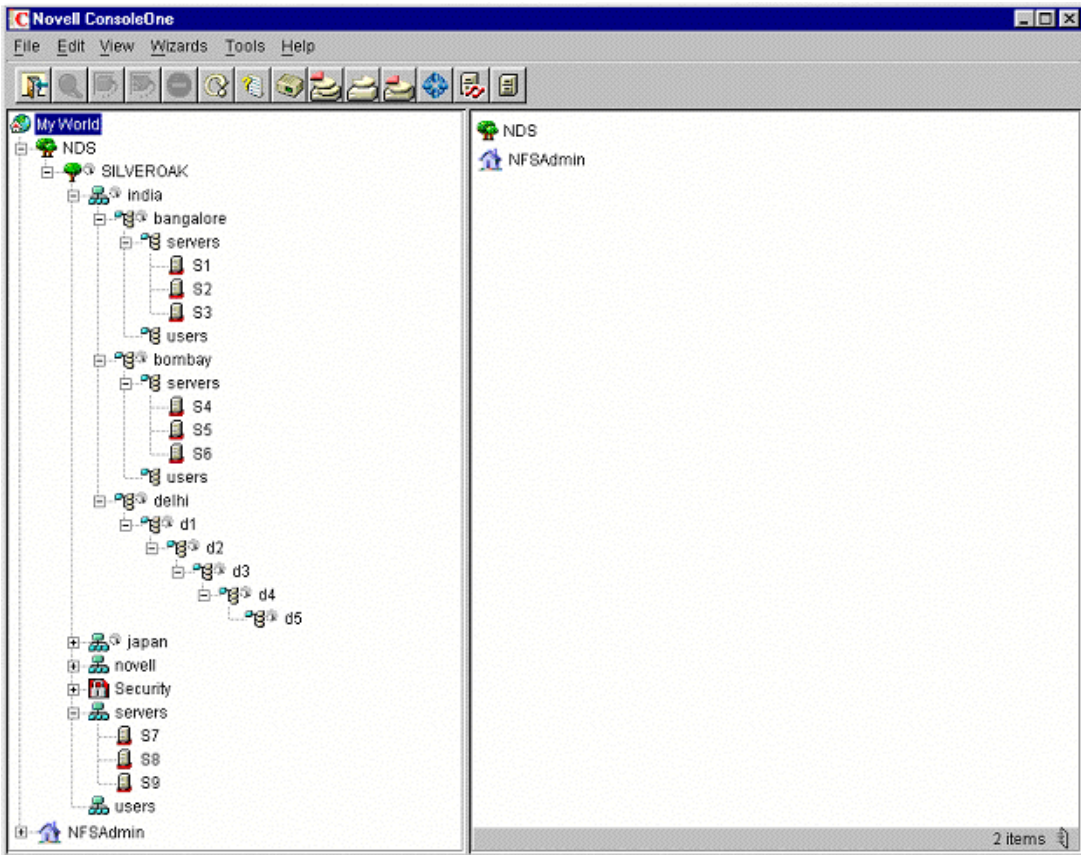 Novell ConsoleOne
File Edit View Wizards Tools Help
My World
NDS
SILVEROAK
india
bangalore
servers
S1
S2
S3
users
bombay
servers
S4
S5
S6
users
delhi
d1
d2
d3
d4
d5
japan
novell
Security
servers
S7
S8
S9
users
NFSAdmin
NDS
NFSAdmin
2 items